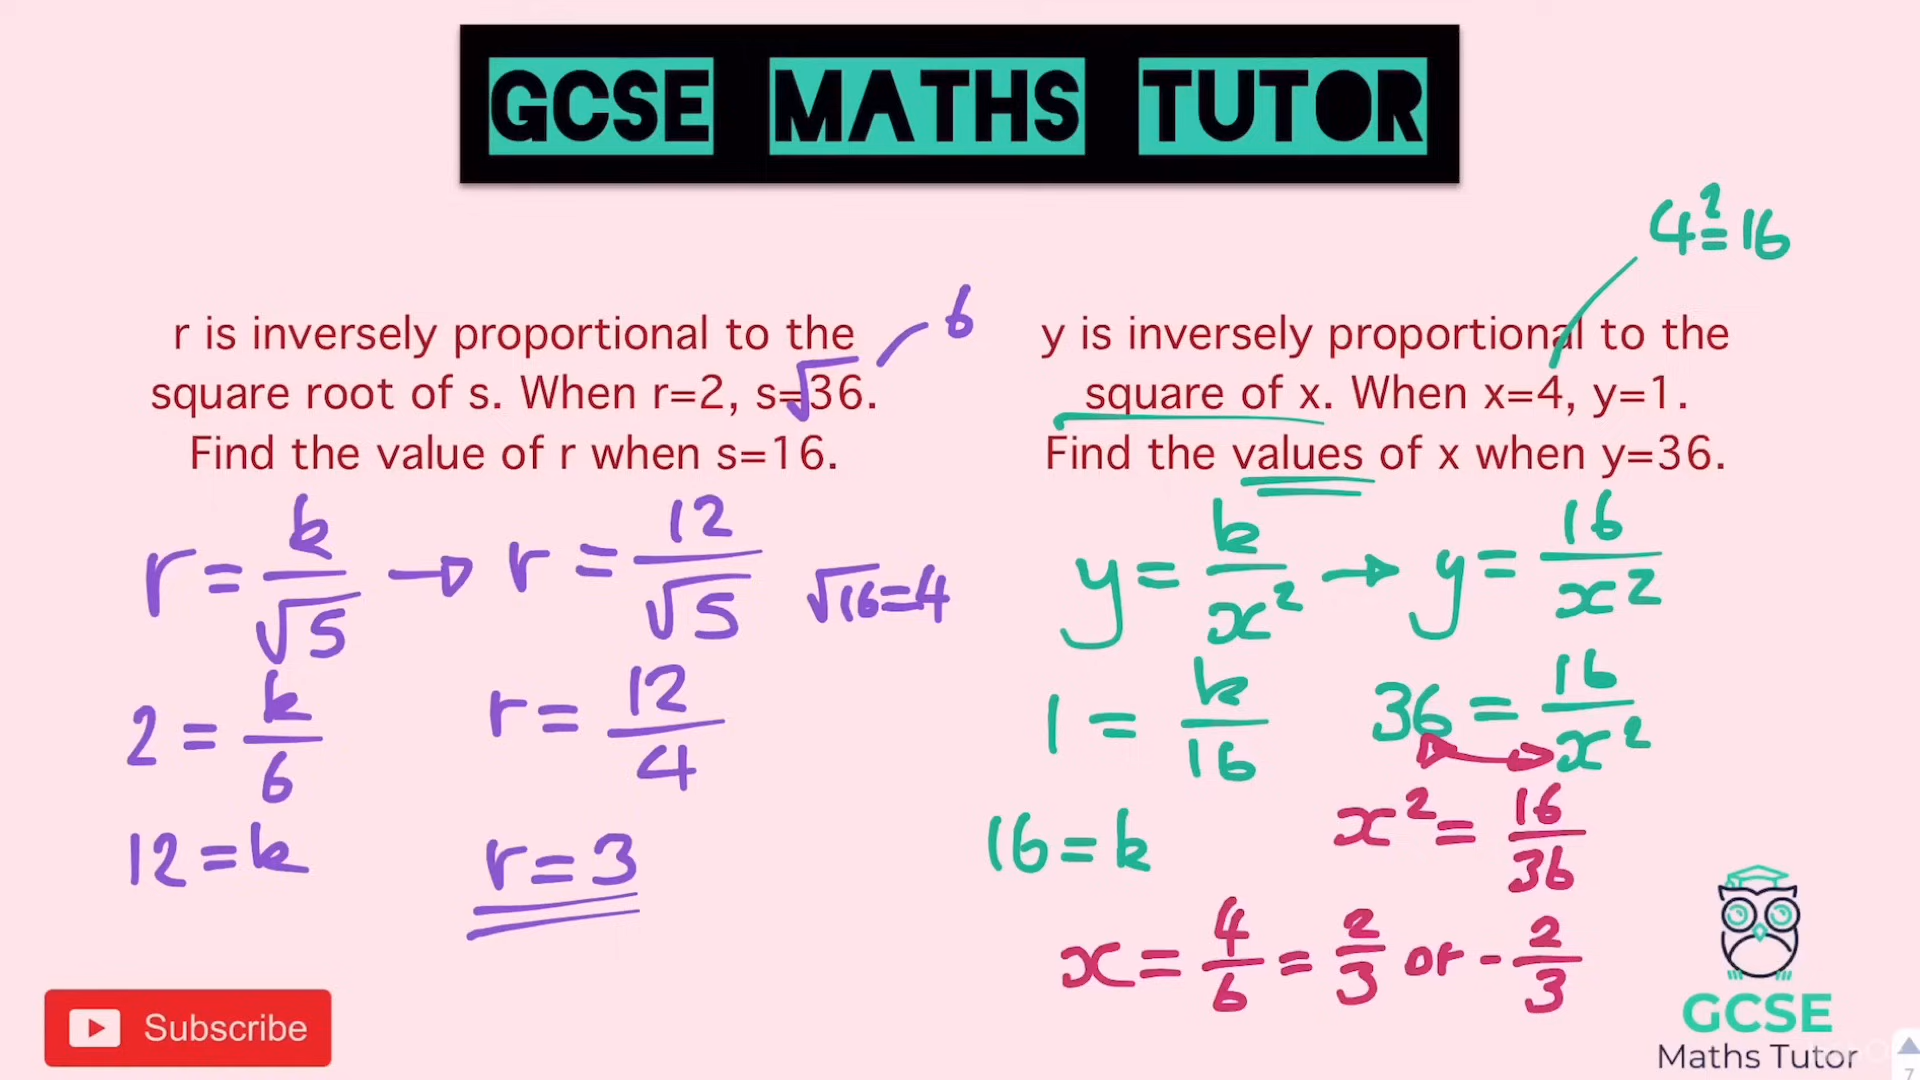 GCSE MATHS TUTOR
4² = 16
r is inversely proportional to the
square root of s. When r=2, s=√36.
6
Find the value of r when s=16.
r = k/√s → r = 12/√s
√16 = 4
2 = k/6
r = 12/4
12 = k
r = 3
y is inversely proportional to the
square of x. When x=4, y=1.
Find the values of x when y=36.
y = k/x² → y = 16/x²
1 = k/16
36 = 16/x²
16 = k
x² = 16/36
x = 4/6 = 2/3 or - 2/3
Subscribe
GCSE
Maths Tutor
7